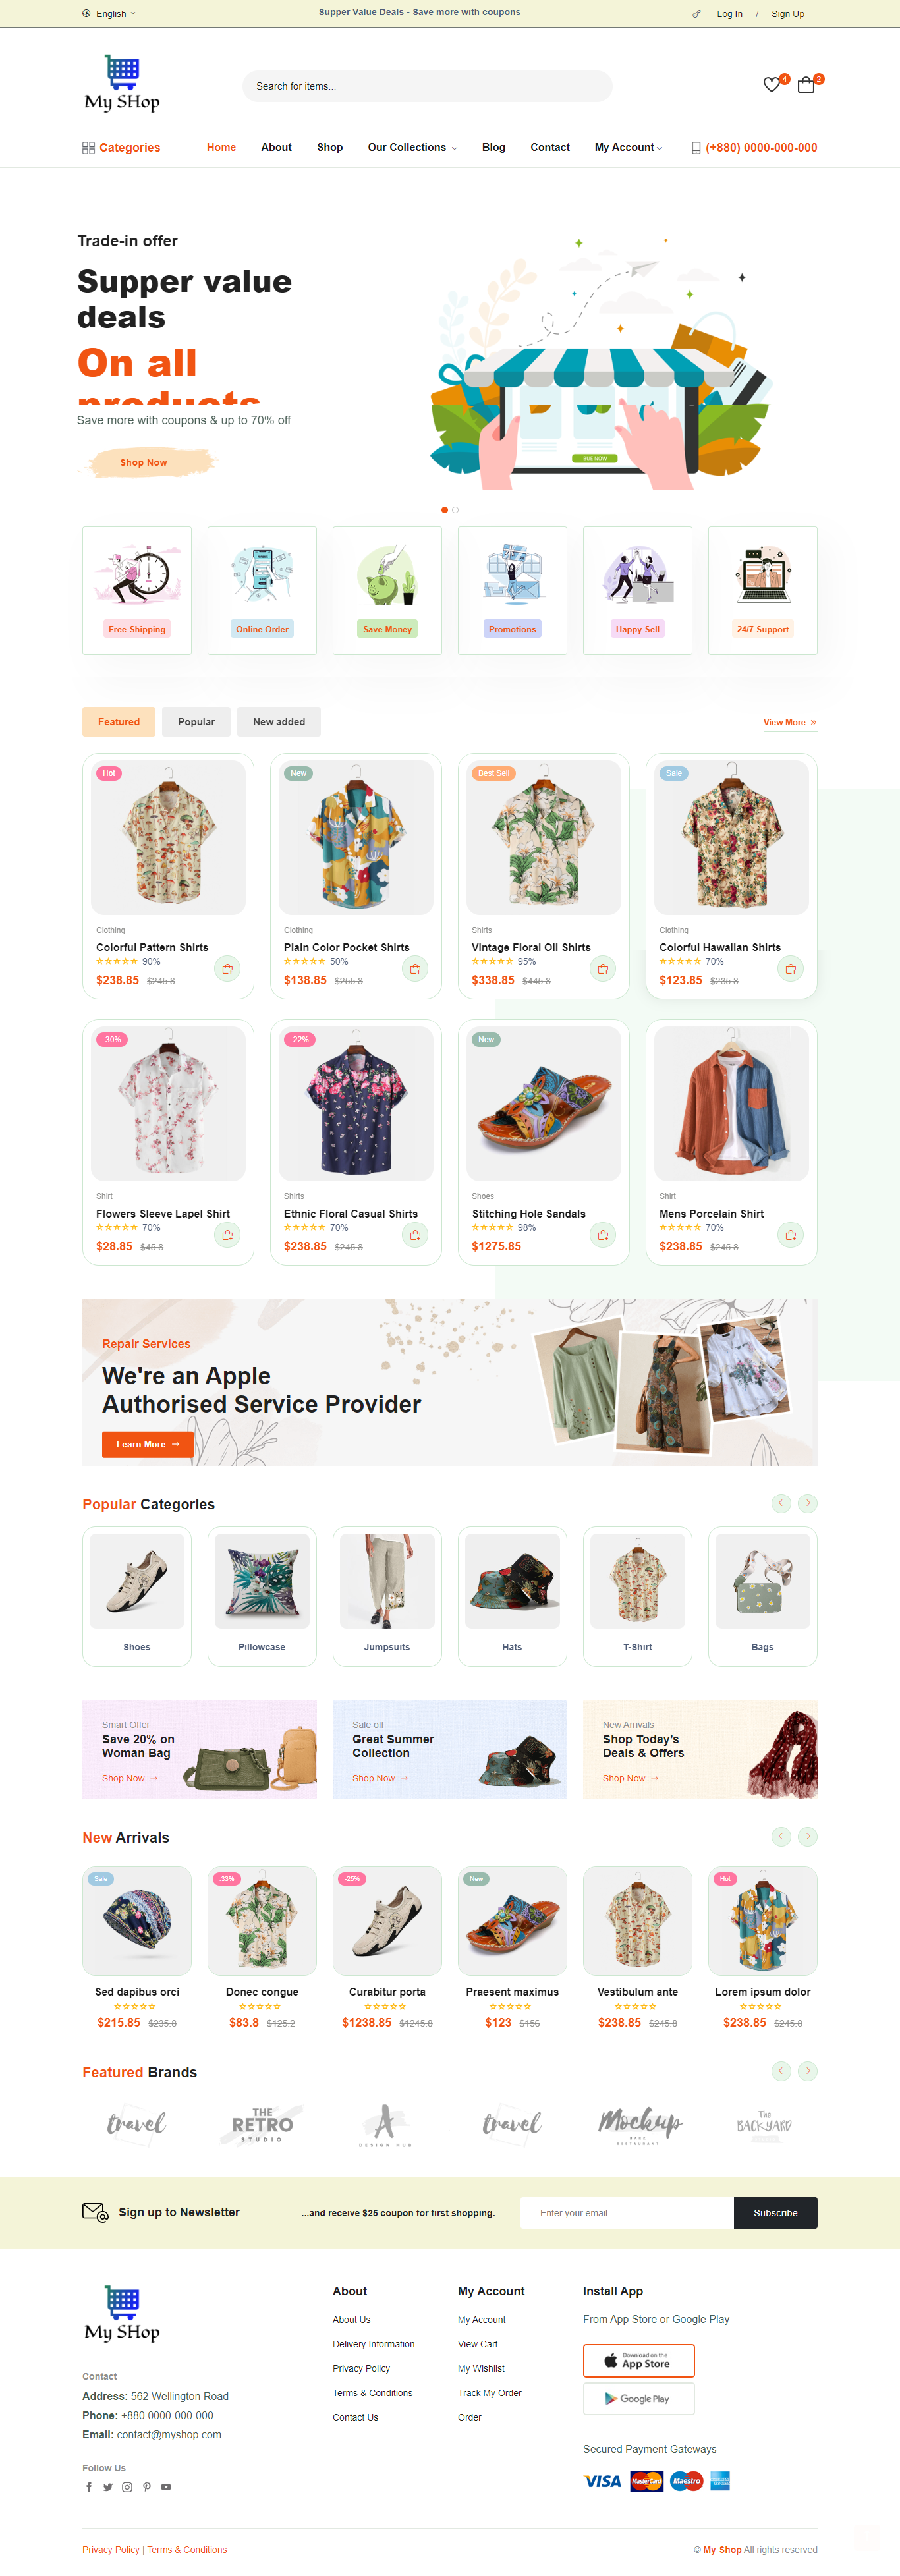 English
Supper Value Deals - Save more with coupons
Log In / Sign Up
My SHop
Search for items...
4
2
Categories
Home
About
Shop
Our Collections
Blog
Contact
My Account
(+880) 0000-000-000
Trade-in offer
Supper value
deals
On all
products
Save more with coupons & up to 70% off
Shop Now
BUY NOW
Free Shipping
Online Order
Save Money
Promotions
Happy Sell
24/7 Support
Featured
Popular
New added
View More
Hot
Clothing
Colorful Pattern Shirts
90%
$238.85 $245.8
New
Clothing
Plain Color Pocket Shirts
50%
$138.85 $255.8
Best Sell
Shirts
Vintage Floral Oil Shirts
95%
$338.85 $445.8
Sale
Clothing
Colorful Hawaiian Shirts
70%
$123.85 $235.8
-30%
Shirt
Flowers Sleeve Lapel Shirt
70%
$28.85 $45.8
-22%
Shirts
Ethnic Floral Casual Shirts
70%
$238.85 $245.8
New
Shoes
Stitching Hole Sandals
98%
$1275.85
Shirt
Mens Porcelain Shirt
70%
$238.85 $245.8
Repair Services
We're an Apple
Authorised Service Provider
Learn More
Popular Categories
Shoes
Pillowcase
Jumpsuits
Hats
T-Shirt
Bags
Smart Offer
Save 20% on
Woman Bag
Shop Now
Sale off
Great Summer
Collection
Shop Now
New Arrivals
Shop Today's
Deals & Offers
Shop Now
New Arrivals
Sale
Sed dapibus orci
$215.85 $235.8
.33%
Donec congue
$83.8 $125.2
-25%
Curabitur porta
$1238.85 $1245.8
New
Praesent maximus
$123 $156
Vestibulum ante
$238.85 $245.8
Hot
Lorem ipsum dolor
$238.85 $245.8
Featured Brands
travel
THE
RETRO
STUDIO
A
DESIGN HUB
travel
Mockup
RESTAURANT
The
BACKYARD
Sign up to Newsletter
...and receive $25 coupon for first shopping.
Enter your email
Subscribe
My SHop
Contact
Address: 562 Wellington Road
Phone: +880 0000-000-000
Email: contact@myshop.com
Follow Us
About
About Us
Delivery Information
Privacy Policy
Terms & Conditions
Contact Us
My Account
My Account
View Cart
My Wishlist
Track My Order
Order
Install App
From App Store or Google Play
Download on the
App Store
Google Play
Secured Payment Gateways
VISA
MasterCard
Maestro
Privacy Policy | Terms & Conditions
© My Shop All rights reserved